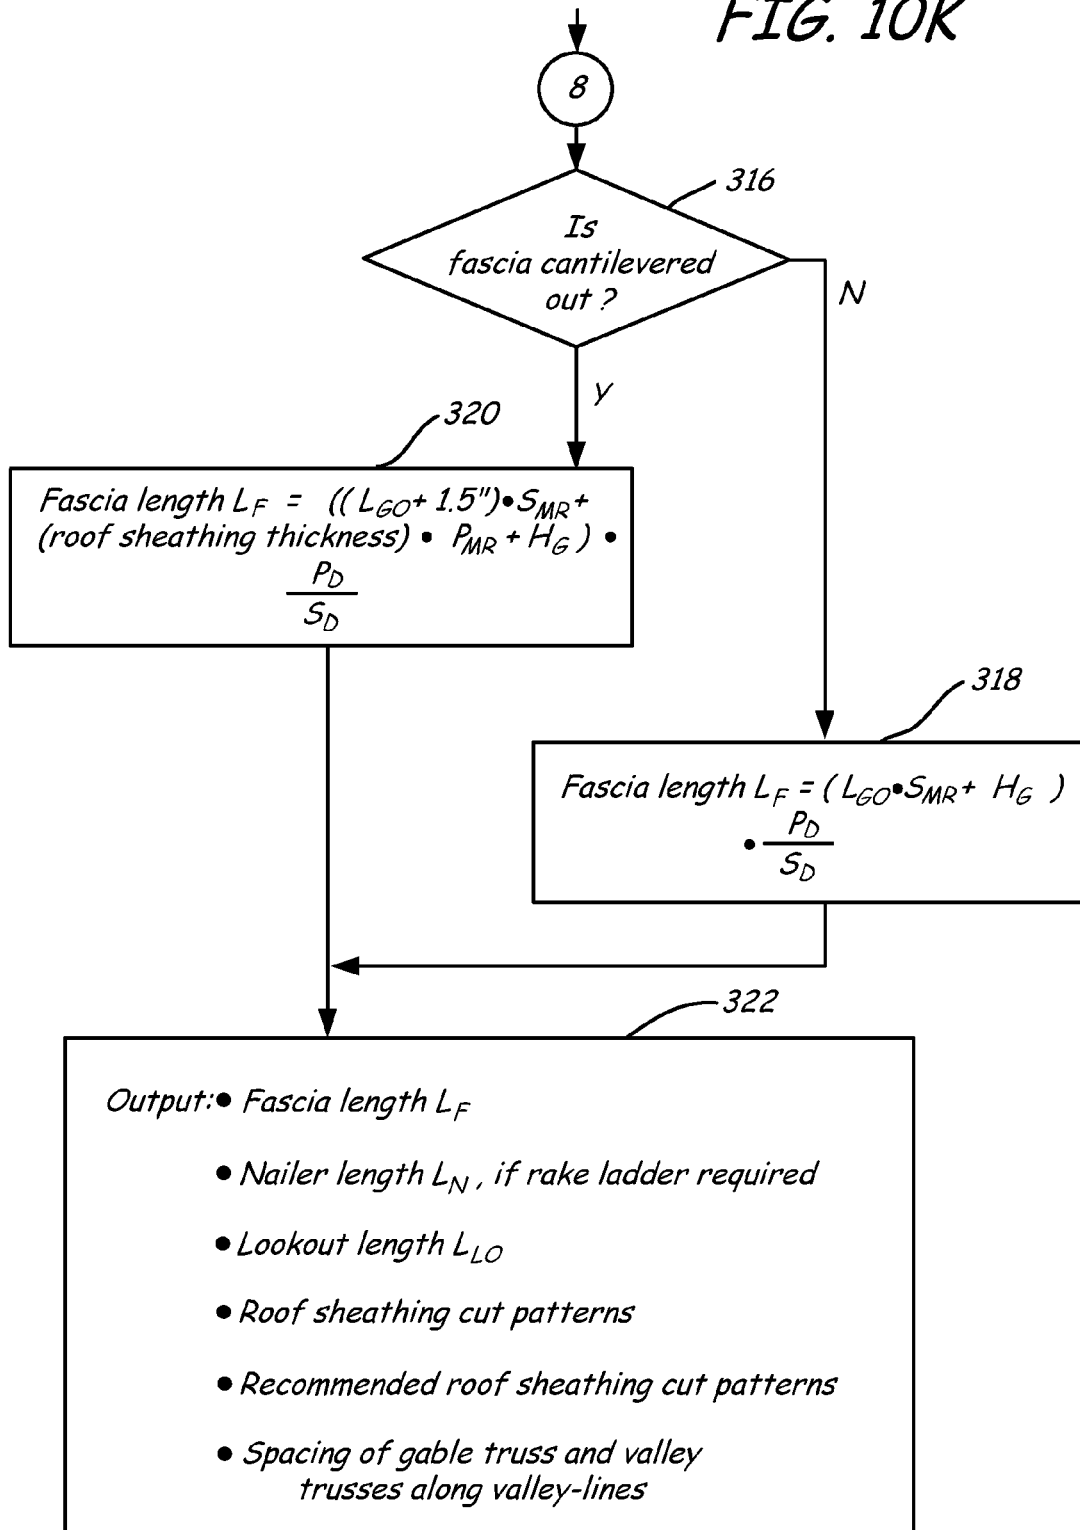 FIG. 10K
8
316
Is
fascia cantilevered
out ?
N
Y
320
Fascia length L_F = (( L_GO + 1.5")•S_MR +
(roof sheathing thickness) • P_MR + H_G ) •
P_D
S_D
318
Fascia length L_F = ( L_GO•S_MR + H_G )
• P_D
S_D
322
Output:• Fascia length L_F
• Nailer length L_N , if rake ladder required
• Lookout length L_LO
• Roof sheathing cut patterns
• Recommended roof sheathing cut patterns
• Spacing of gable truss and valley
trusses along valley-lines